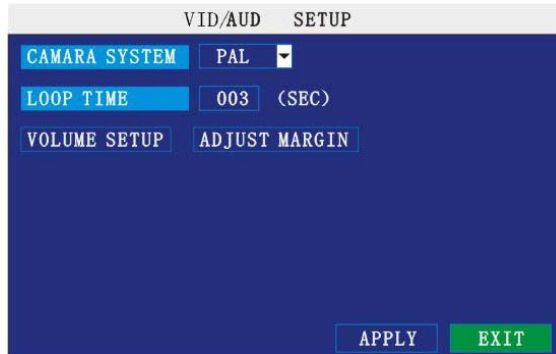 VID/AUD SETUP
CAMARA SYSTEM PAL
LOOP TIME 003 (SEC)
VOLUME SETUP ADJUST MARGIN
APPLY EXIT